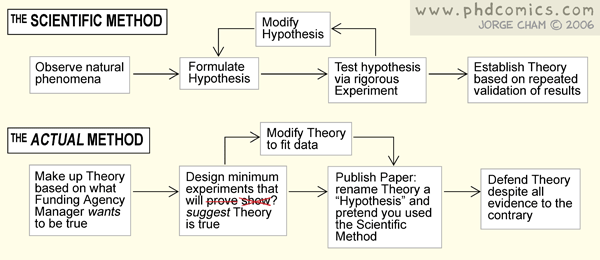 www.phdcomics.com
JORGE CHAM © 2006
THE SCIENTIFIC METHOD
Modify
Hypothesis
Observe natural
phenomena
Formulate
Hypothesis
Test hypothesis
via rigorous
Experiment
Establish Theory
based on repeated
validation of results
THE ACTUAL METHOD
Modify Theory
to fit data
Make up Theory
based on what
Funding Agency
Manager wants
to be true
Design minimum
experiments that
will prove show?
suggest Theory
is true
Publish Paper:
rename Theory a
“Hypothesis” and
pretend you used
the Scientific
Method
Defend Theory
despite all
evidence to the
contrary